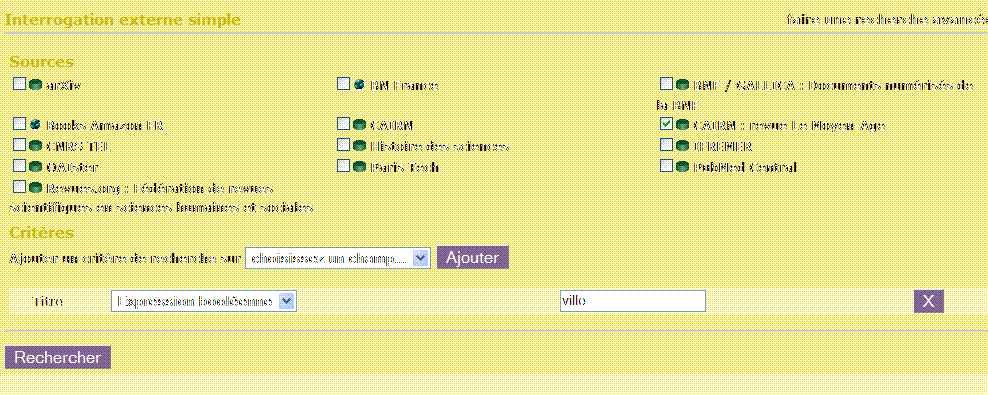 Interrogation externe simple
faire une recherche avancée
Sources
arXiv
BN France
BNF / GALLICA : Documents numérisés de
la BNF
Books Amazon FR
CAIRN
CAIRN : revue Le Moyen Age
CNRS TEL
Histoire des sciences
IFREMER
OAIster
Paris Tech
PubMed Central
Revues.org : Fédération de revues
scientifiques en sciences humaines et sociales
Critères
Ajouter un critère de recherche sur
choisissez un champ......
Ajouter
Titre
Expression booléenne
ville
X
Rechercher